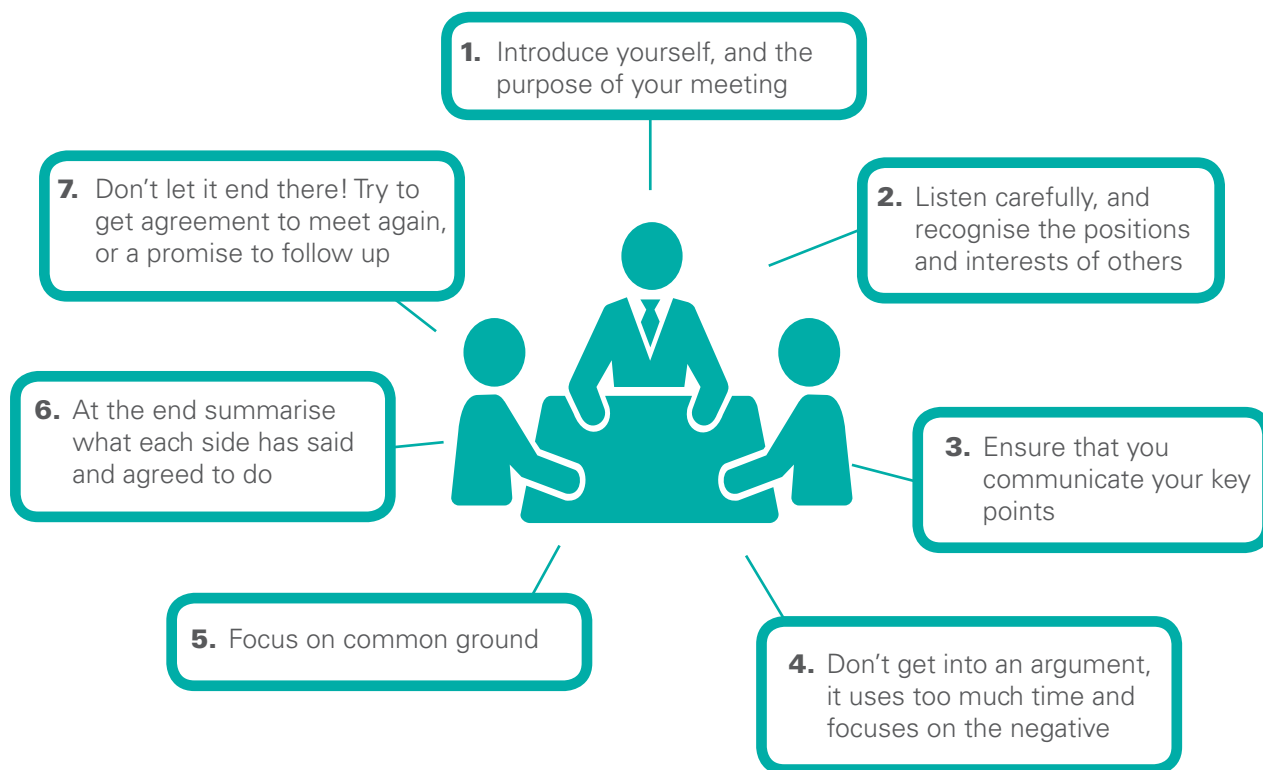 1. Introduce yourself, and the
purpose of your meeting
2. Listen carefully, and
recognise the positions
and interests of others
3. Ensure that you
communicate your key
points
4. Don’t get into an argument,
it uses too much time and
focuses on the negative
5. Focus on common ground
6. At the end summarise
what each side has said
and agreed to do
7. Don’t let it end there! Try to
get agreement to meet again,
or a promise to follow up